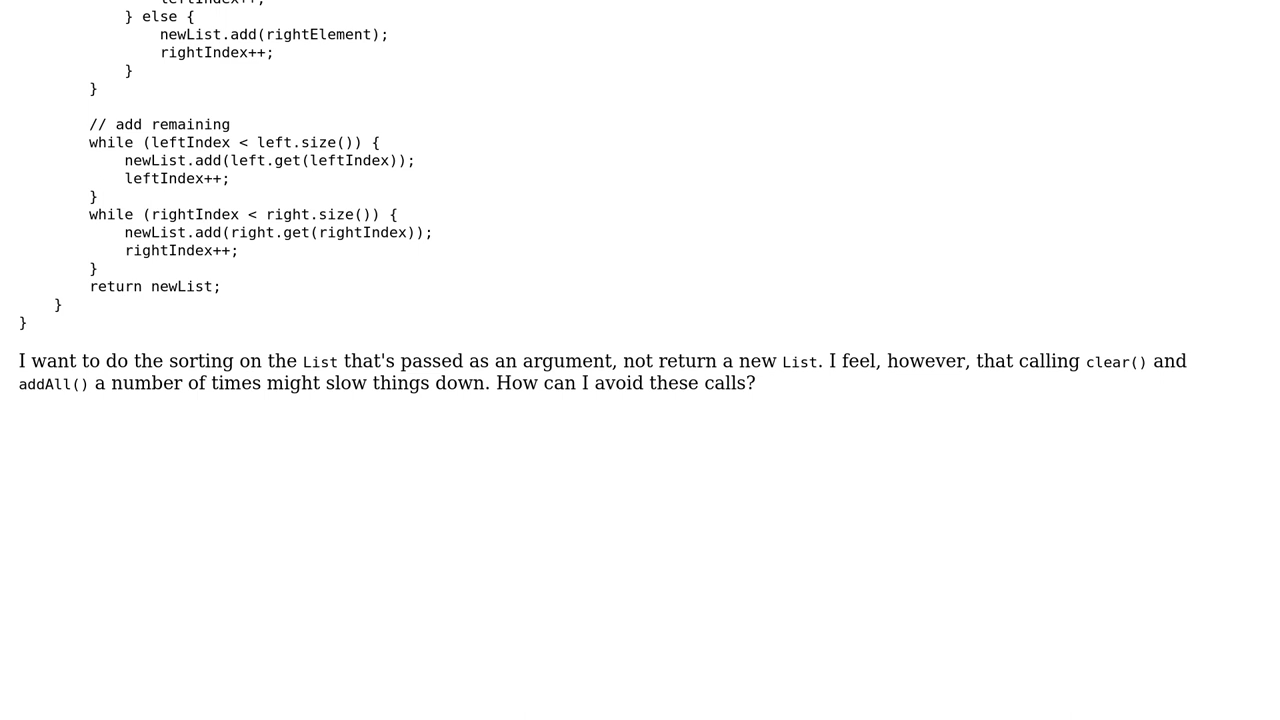 } else {
                newList.add(rightElement);
                rightIndex++;
            }
        }

        // add remaining
        while (leftIndex < left.size()) {
            newList.add(left.get(leftIndex));
            leftIndex++;
        }
        while (rightIndex < right.size()) {
            newList.add(right.get(rightIndex));
            rightIndex++;
        }
        return newList;
    }
}
I want to do the sorting on the List that's passed as an argument, not return a new List. I feel, however, that calling clear() and
addAll() a number of times might slow things down. How can I avoid these calls?